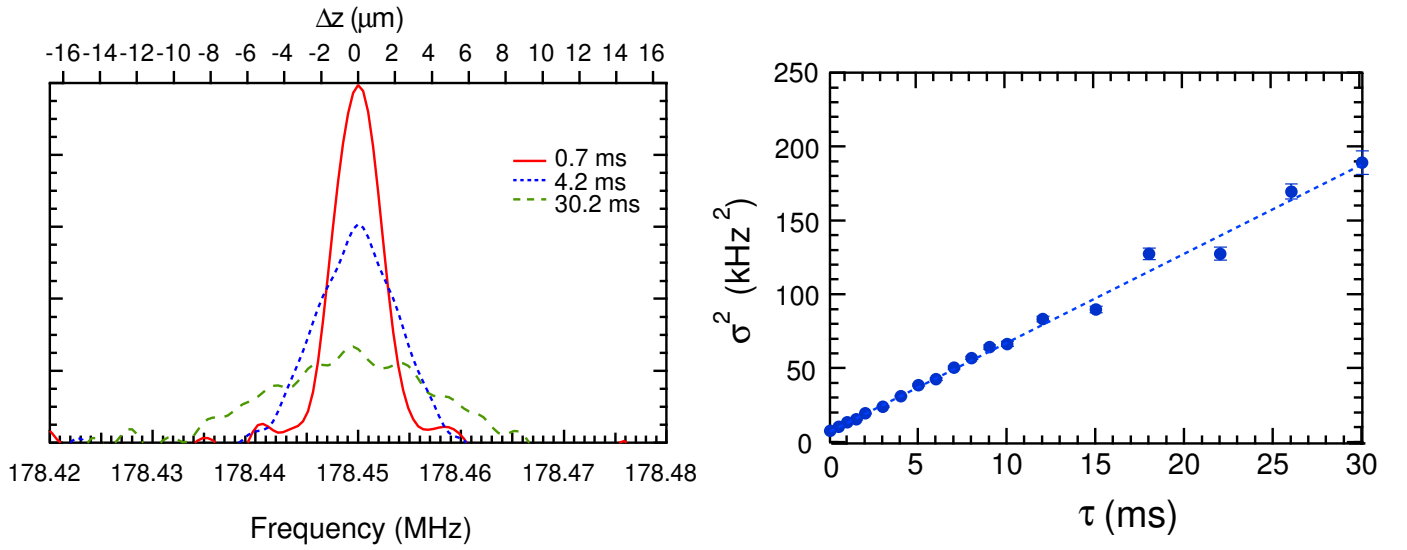 Δz (μm)
-16 -14 -12 -10 -8 -6 -4 -2 0 2 4 6 8 10 12 14 16
0.7 ms
4.2 ms
30.2 ms
178.42 178.43 178.44 178.45 178.46 178.47 178.48
Frequency (MHz)
250
200
150
100
50
0
σ² (kHz²)
0 5 10 15 20 25 30
τ (ms)